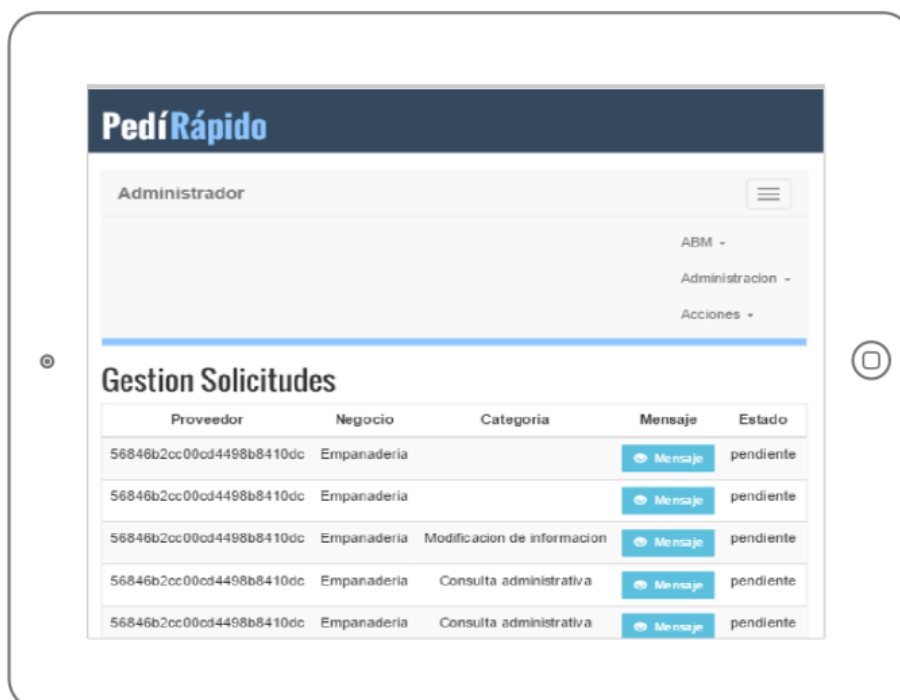 PedíRápido
Administrador
ABM
Administracion
Acciones
Gestion Solicitudes
Proveedor Negocio Categoria Mensaje Estado
56846b2cc00cd4498b8410dc Empanaderia Mensaje pendiente
56846b2cc00cd4498b8410dc Empanaderia Mensaje pendiente
56846b2cc00cd4498b8410dc Empanaderia Modificacion de informacion Mensaje pendiente
56846b2cc00cd4498b8410dc Empanaderia Consulta administrativa Mensaje pendiente
56846b2cc00cd4498b8410dc Empanaderia Consulta administrativa Mensaje pendiente